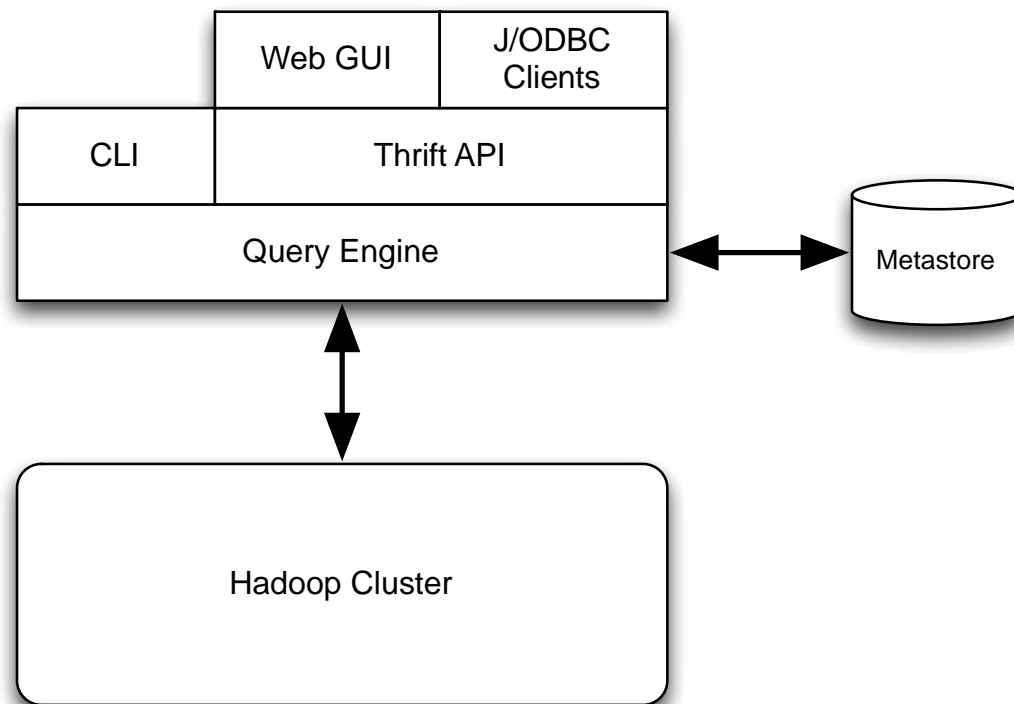 Web GUI
J/ODBC
Clients
CLI
Thrift API
Query Engine
Metastore
Hadoop Cluster